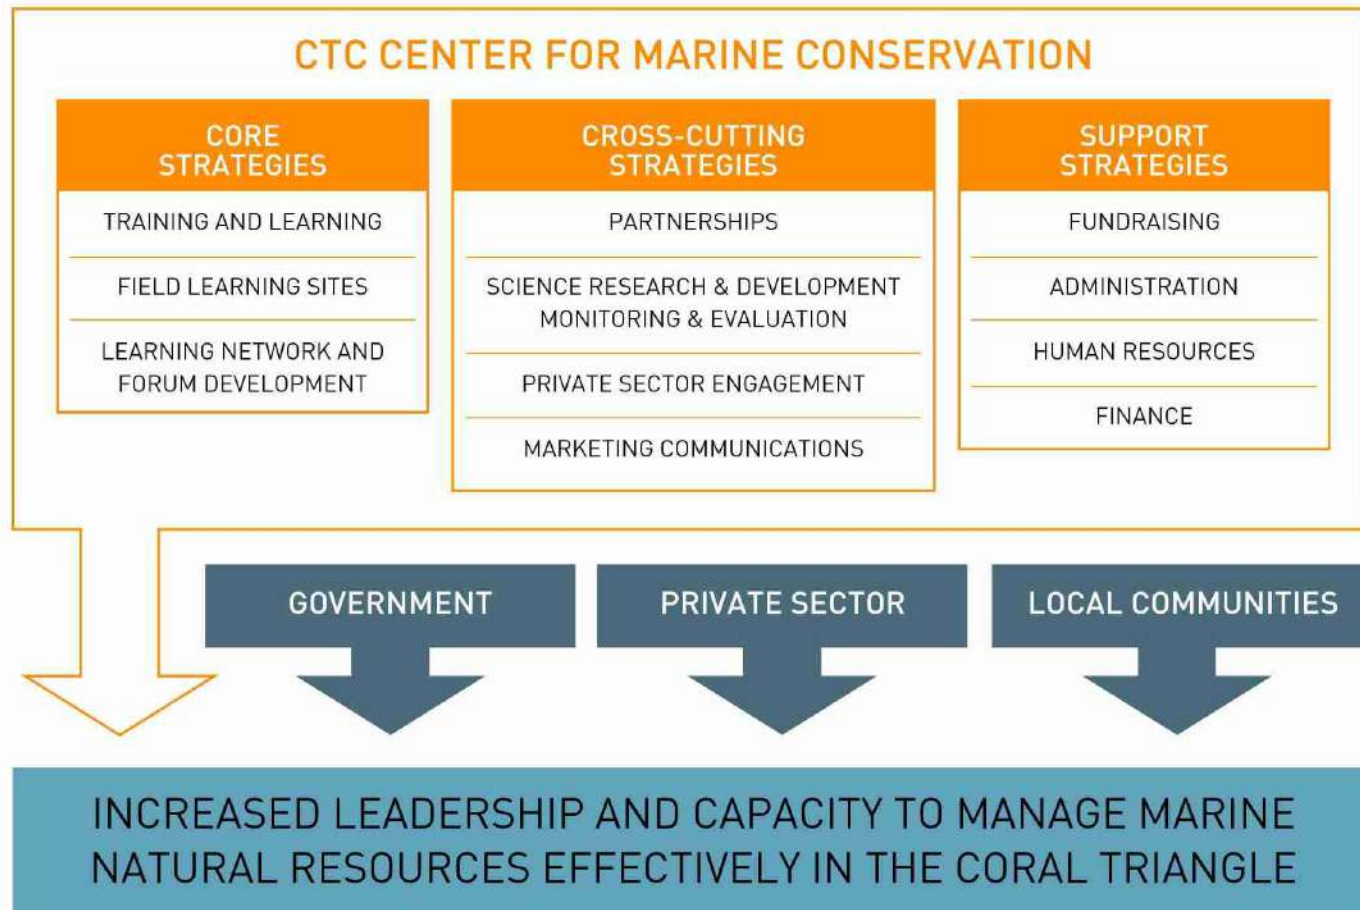 CTC CENTER FOR MARINE CONSERVATION
CORE
STRATEGIES
TRAINING AND LEARNING
FIELD LEARNING SITES
LEARNING NETWORK AND
FORUM DEVELOPMENT
CROSS-CUTTING
STRATEGIES
PARTNERSHIPS
SCIENCE RESEARCH & DEVELOPMENT
MONITORING & EVALUATION
PRIVATE SECTOR ENGAGEMENT
MARKETING COMMUNICATIONS
SUPPORT
STRATEGIES
FUNDRAISING
ADMINISTRATION
HUMAN RESOURCES
FINANCE
GOVERNMENT
PRIVATE SECTOR
LOCAL COMMUNITIES
INCREASED LEADERSHIP AND CAPACITY TO MANAGE MARINE
NATURAL RESOURCES EFFECTIVELY IN THE CORAL TRIANGLE